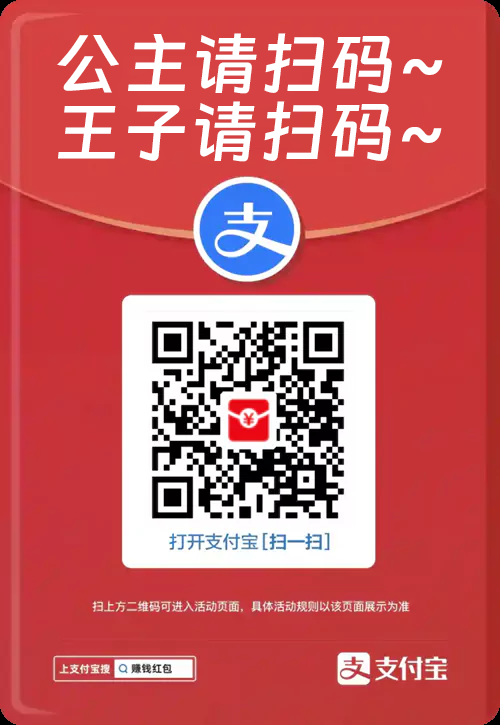 公主请扫码~
王子请扫码~
支
¥
打开支付宝[扫一扫]
扫上方二维码可进入活动页面，具体活动规则以该页面展示为准
上支付宝搜 赚钱红包
支 支付宝